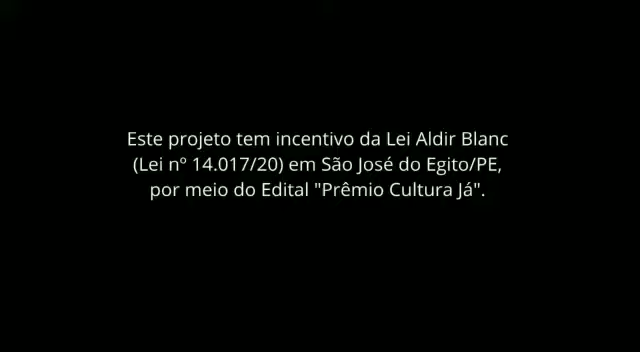 Este projeto tem incentivo da Lei Aldir Blanc
(Lei nº 14.017/20) em São José do Egito/PE,
por meio do Edital "Prêmio Cultura Já".